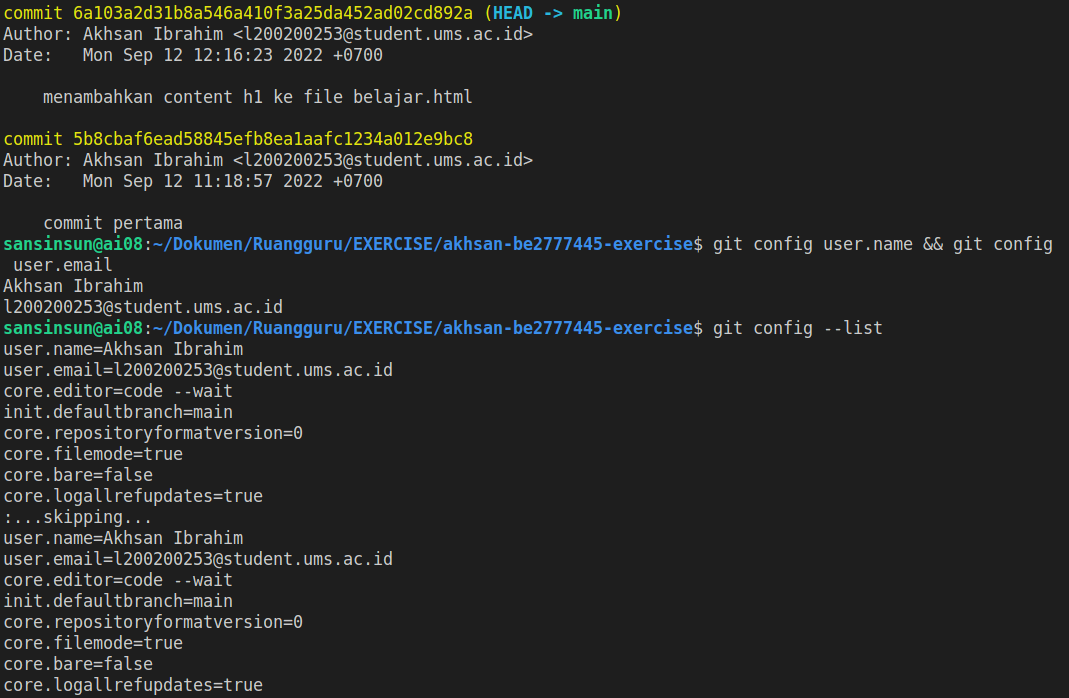 commit 6a103a2d31b8a546a410f3a25da452ad02cd892a (HEAD -> main)
Author: Akhsan Ibrahim <l200200253@student.ums.ac.id>
Date:   Mon Sep 12 12:16:23 2022 +0700

    menambahkan content h1 ke file belajar.html

commit 5b8cbaf6ead58845efb8ea1aafc1234a012e9bc8
Author: Akhsan Ibrahim <l200200253@student.ums.ac.id>
Date:   Mon Sep 12 11:18:57 2022 +0700

    commit pertama
sansinsun@ai08:~/Dokumen/Ruangguru/EXERCISE/akhsan-be2777445-exercise$ git config user.name && git config
 user.email
Akhsan Ibrahim
l200200253@student.ums.ac.id
sansinsun@ai08:~/Dokumen/Ruangguru/EXERCISE/akhsan-be2777445-exercise$ git config --list
user.name=Akhsan Ibrahim
user.email=l200200253@student.ums.ac.id
core.editor=code --wait
init.defaultbranch=main
core.repositoryformatversion=0
core.filemode=true
core.bare=false
core.logallrefupdates=true
:...skipping...
user.name=Akhsan Ibrahim
user.email=l200200253@student.ums.ac.id
core.editor=code --wait
init.defaultbranch=main
core.repositoryformatversion=0
core.filemode=true
core.bare=false
core.logallrefupdates=true